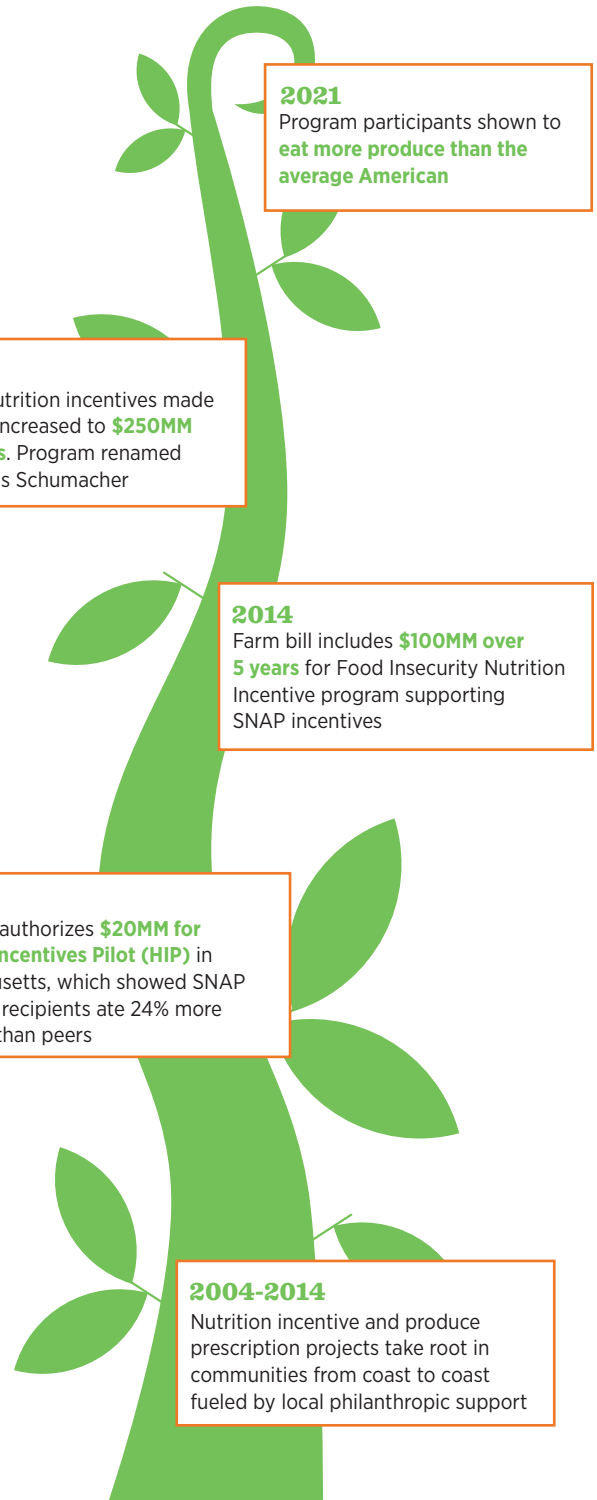 2021
Program participants shown to
eat more produce than the
average American
utrition incentives made
ncreased to $250MM
s. Program renamed
s Schumacher
2014
Farm bill includes $100MM over
5 years for Food Insecurity Nutrition
Incentive program supporting
SNAP incentives
authorizes $20MM for
ncentives Pilot (HIP) in
usetts, which showed SNAP
recipients ate 24% more
than peers
2004-2014
Nutrition incentive and produce
prescription projects take root in
communities from coast to coast
fueled by local philanthropic support